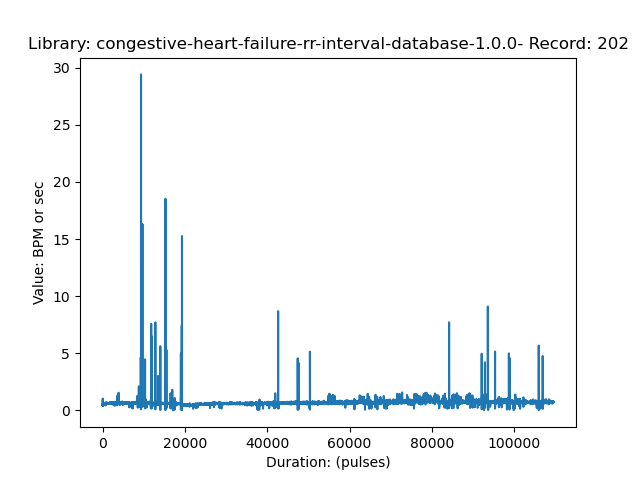 Library: congestive-heart-failure-rr-interval-database-1.0.0- Record: 202
30
25
20
15
10
5
0
Value: BPM or sec
0 20000 40000 60000 80000 100000
Duration: (pulses)